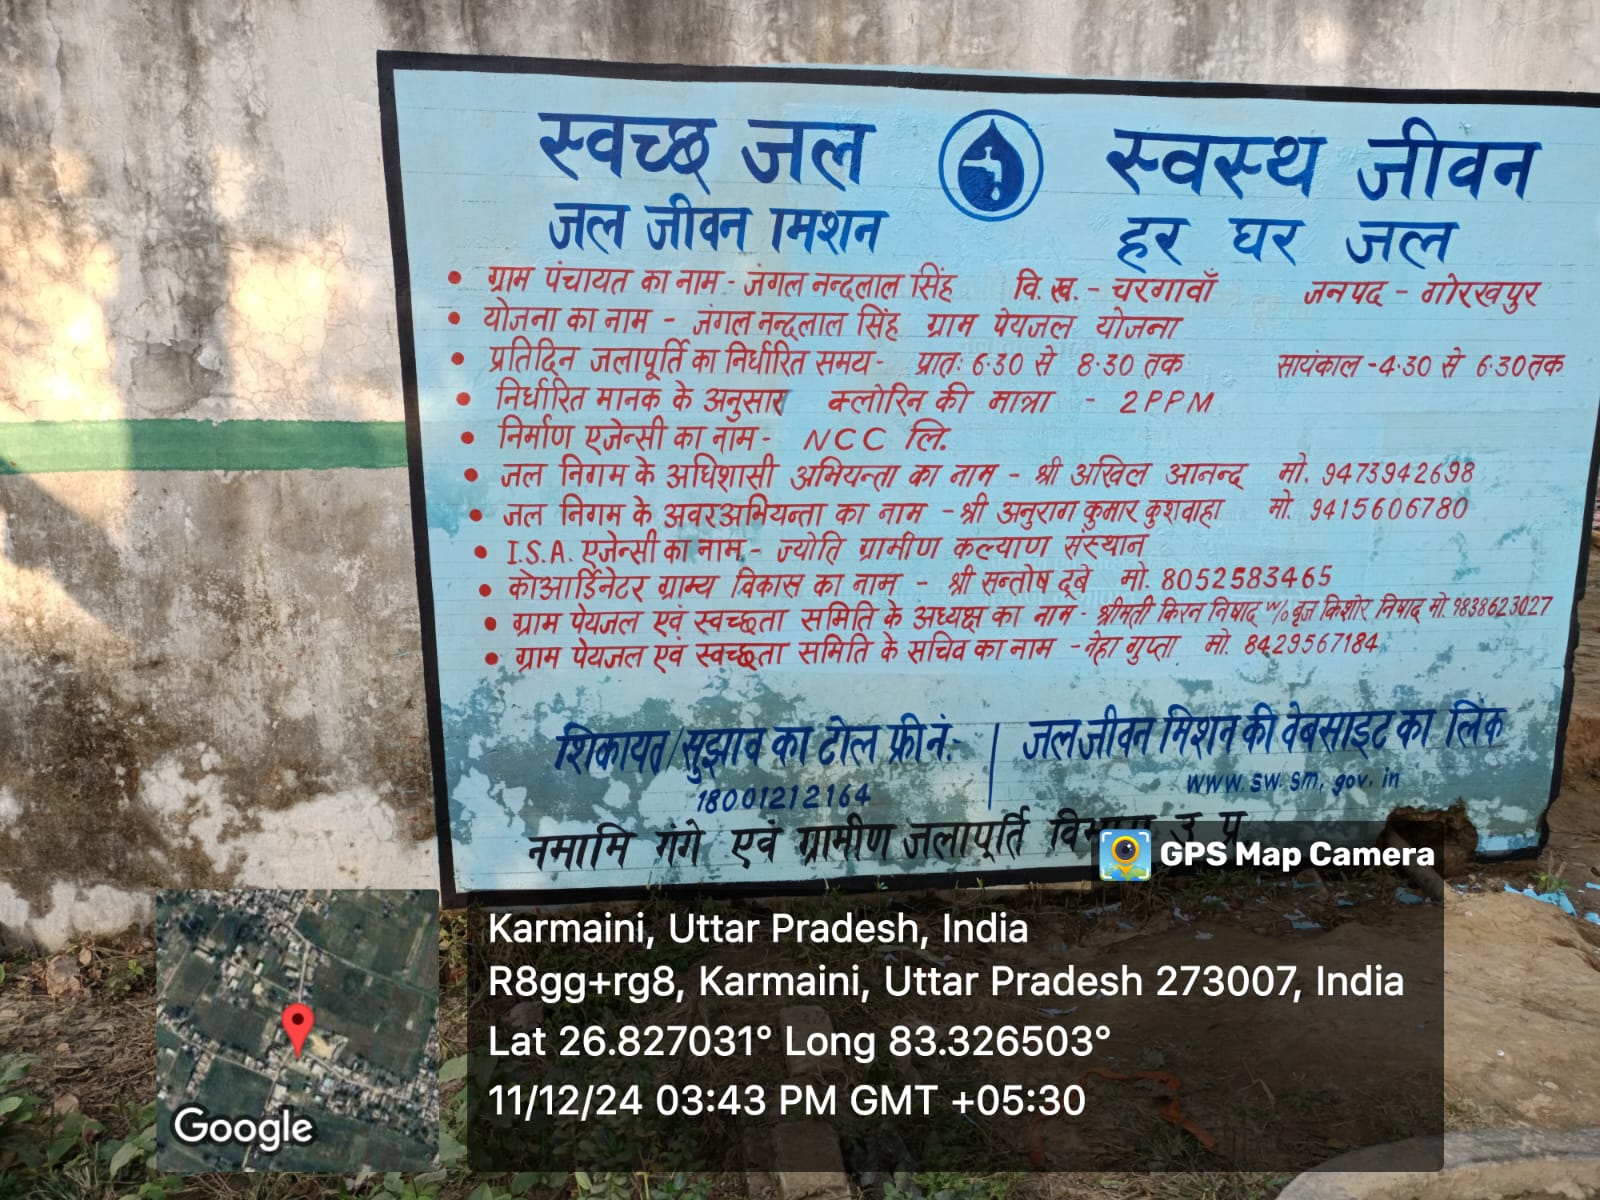 स्वच्छ जल स्वस्थ जीवन
जल जीवन मिशन हर घर जल
• ग्राम पंचायत का नाम - जंगल नन्दलाल सिंह वि. ख. - चरगावाँ जनपद - गोरखपुर
• योजना का नाम - जंगल नन्दलाल सिंह ग्राम पेयजल योजना
• प्रतिदिन जलापूर्ति का निर्धारित समय - प्रातः 6.30 से 8.30 तक सायंकाल - 4.30 से 6.30 तक
• निर्धारित मानक के अनुसार क्लोरिन की मात्रा - 2 PPM
• निर्माण एजेन्सी का नाम - NCC लि.
• जल निगम के अधिशासी अभियन्ता का नाम - श्री अखिल आनन्द मो. 9473942698
• जल निगम के अवरअभियन्ता का नाम - श्री अनुराग कुमार कुशवाहा मो. 9415606780
• I.S.A. एजेन्सी का नाम - ज्योति ग्रामीण कल्याण संस्थान
• कोआर्डिनेटर ग्राम्य विकास का नाम - श्री सन्तोष दूबे मो. 8052583465
• ग्राम पेयजल एवं स्वच्छता समिति के अध्यक्ष का नाम - श्रीमती किरन निषाद w/o बृज किशोर निषाद मो. 9838623027
• ग्राम पेयजल एवं स्वच्छता समिति के सचिव का नाम - नेहा गुप्ता मो. 8429567184
शिकायत/सुझाव का टोल फ्री नं. - | जल जीवन मिशन की वेबसाइट का लिंक
18001212164 www.sw.sm.gov.in
नमामि गंगे एवं ग्रामीण जलापूर्ति विभाग उ प्र
GPS Map Camera
Karmaini, Uttar Pradesh, India
R8gg+rg8, Karmaini, Uttar Pradesh 273007, India
Lat 26.827031° Long 83.326503°
11/12/24 03:43 PM GMT +05:30
Google